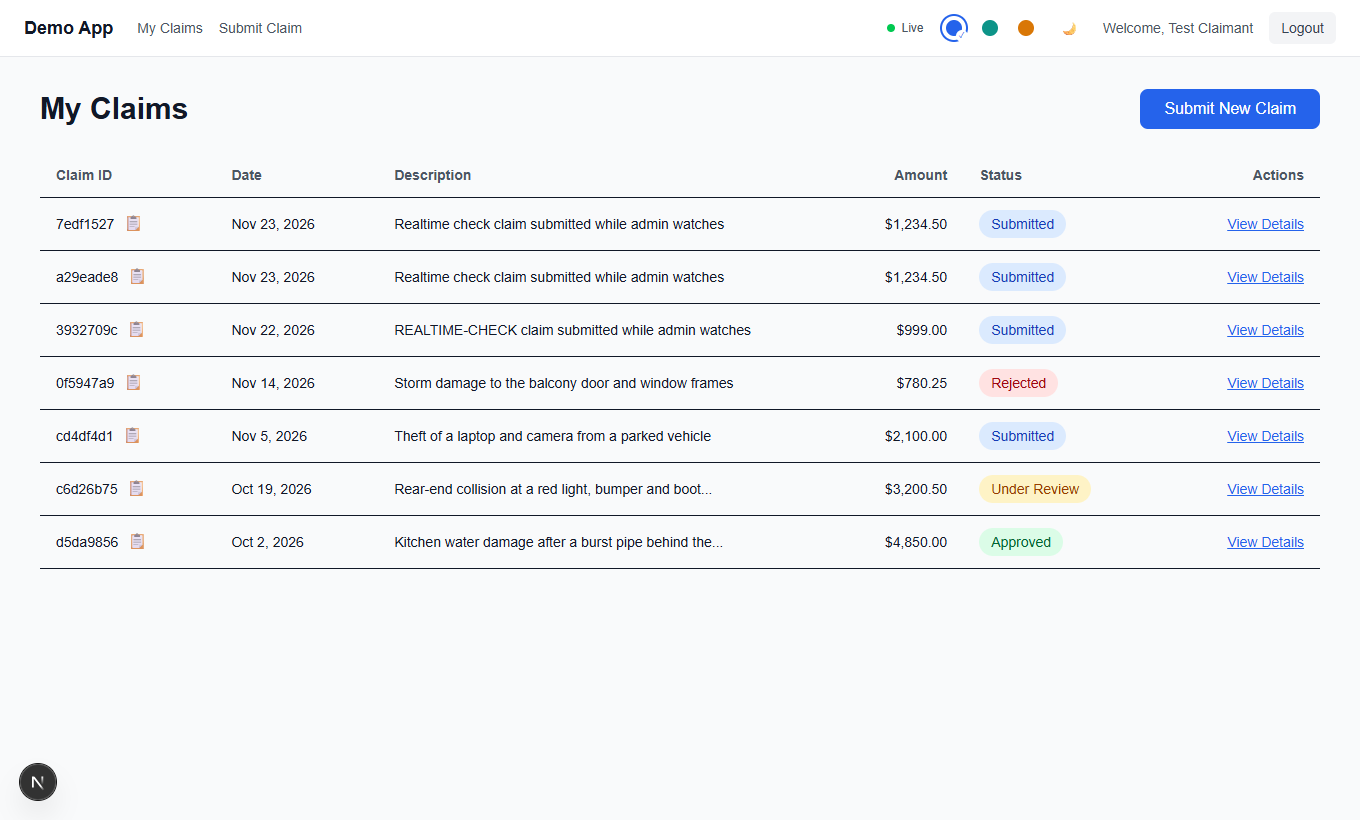 Demo App My Claims Submit Claim Live Welcome, Test Claimant Logout
My Claims Submit New Claim
Claim ID Date Description Amount Status Actions
7edf1527 Nov 23, 2026 Realtime check claim submitted while admin watches $1,234.50 Submitted View Details
a29eade8 Nov 23, 2026 Realtime check claim submitted while admin watches $1,234.50 Submitted View Details
3932709c Nov 22, 2026 REALTIME-CHECK claim submitted while admin watches $999.00 Submitted View Details
0f5947a9 Nov 14, 2026 Storm damage to the balcony door and window frames $780.25 Rejected View Details
cd4df4d1 Nov 5, 2026 Theft of a laptop and camera from a parked vehicle $2,100.00 Submitted View Details
c6d26b75 Oct 19, 2026 Rear-end collision at a red light, bumper and boot... $3,200.50 Under Review View Details
d5da9856 Oct 2, 2026 Kitchen water damage after a burst pipe behind the... $4,850.00 Approved View Details
N